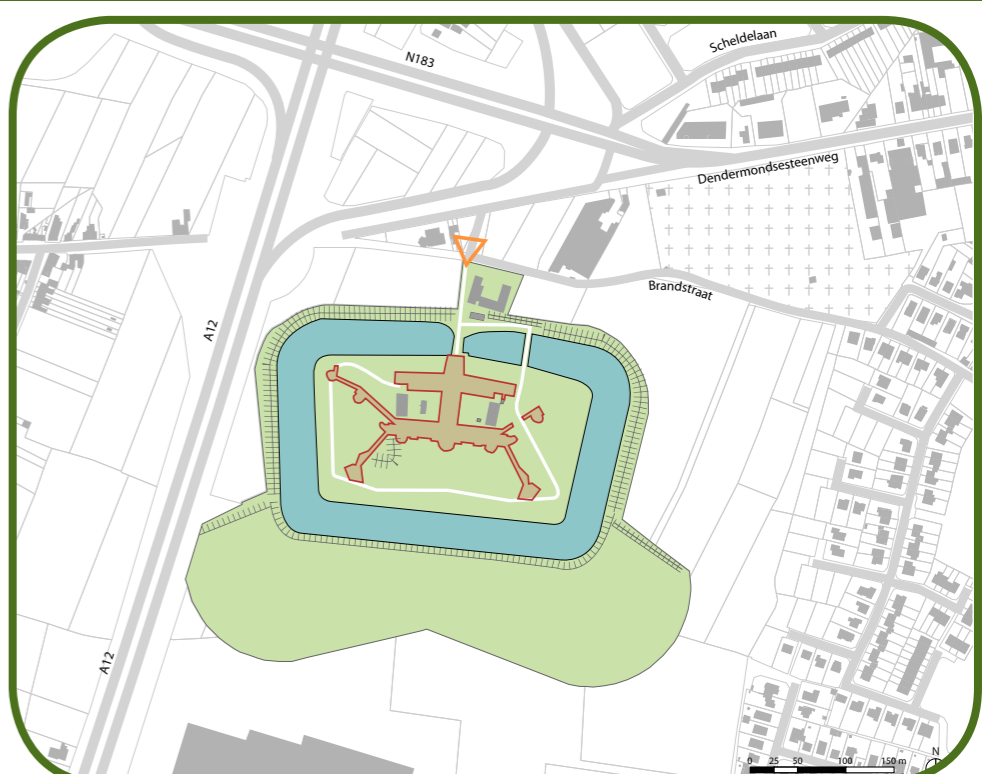 Scheldelaan
N183
Dendermondsesteenweg
Brandstraat
A12
A12
N
0 25 50 100 150 m